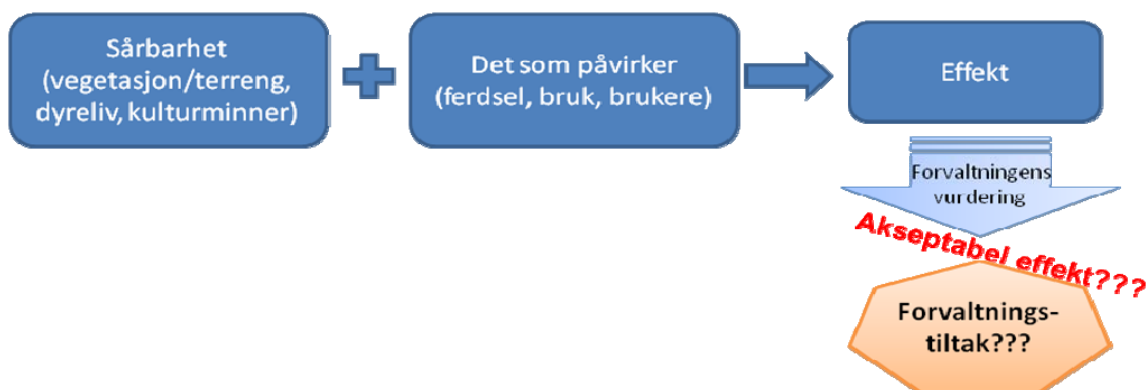 Sårbarhet
(vegetasjon/terreng,
dyreliv, kulturminner)
Det som påvirker
(ferdsel, bruk, brukere)
Effekt
Forvaltningens
vurdering
Akseptabel effekt???
Forvaltnings-
tiltak???